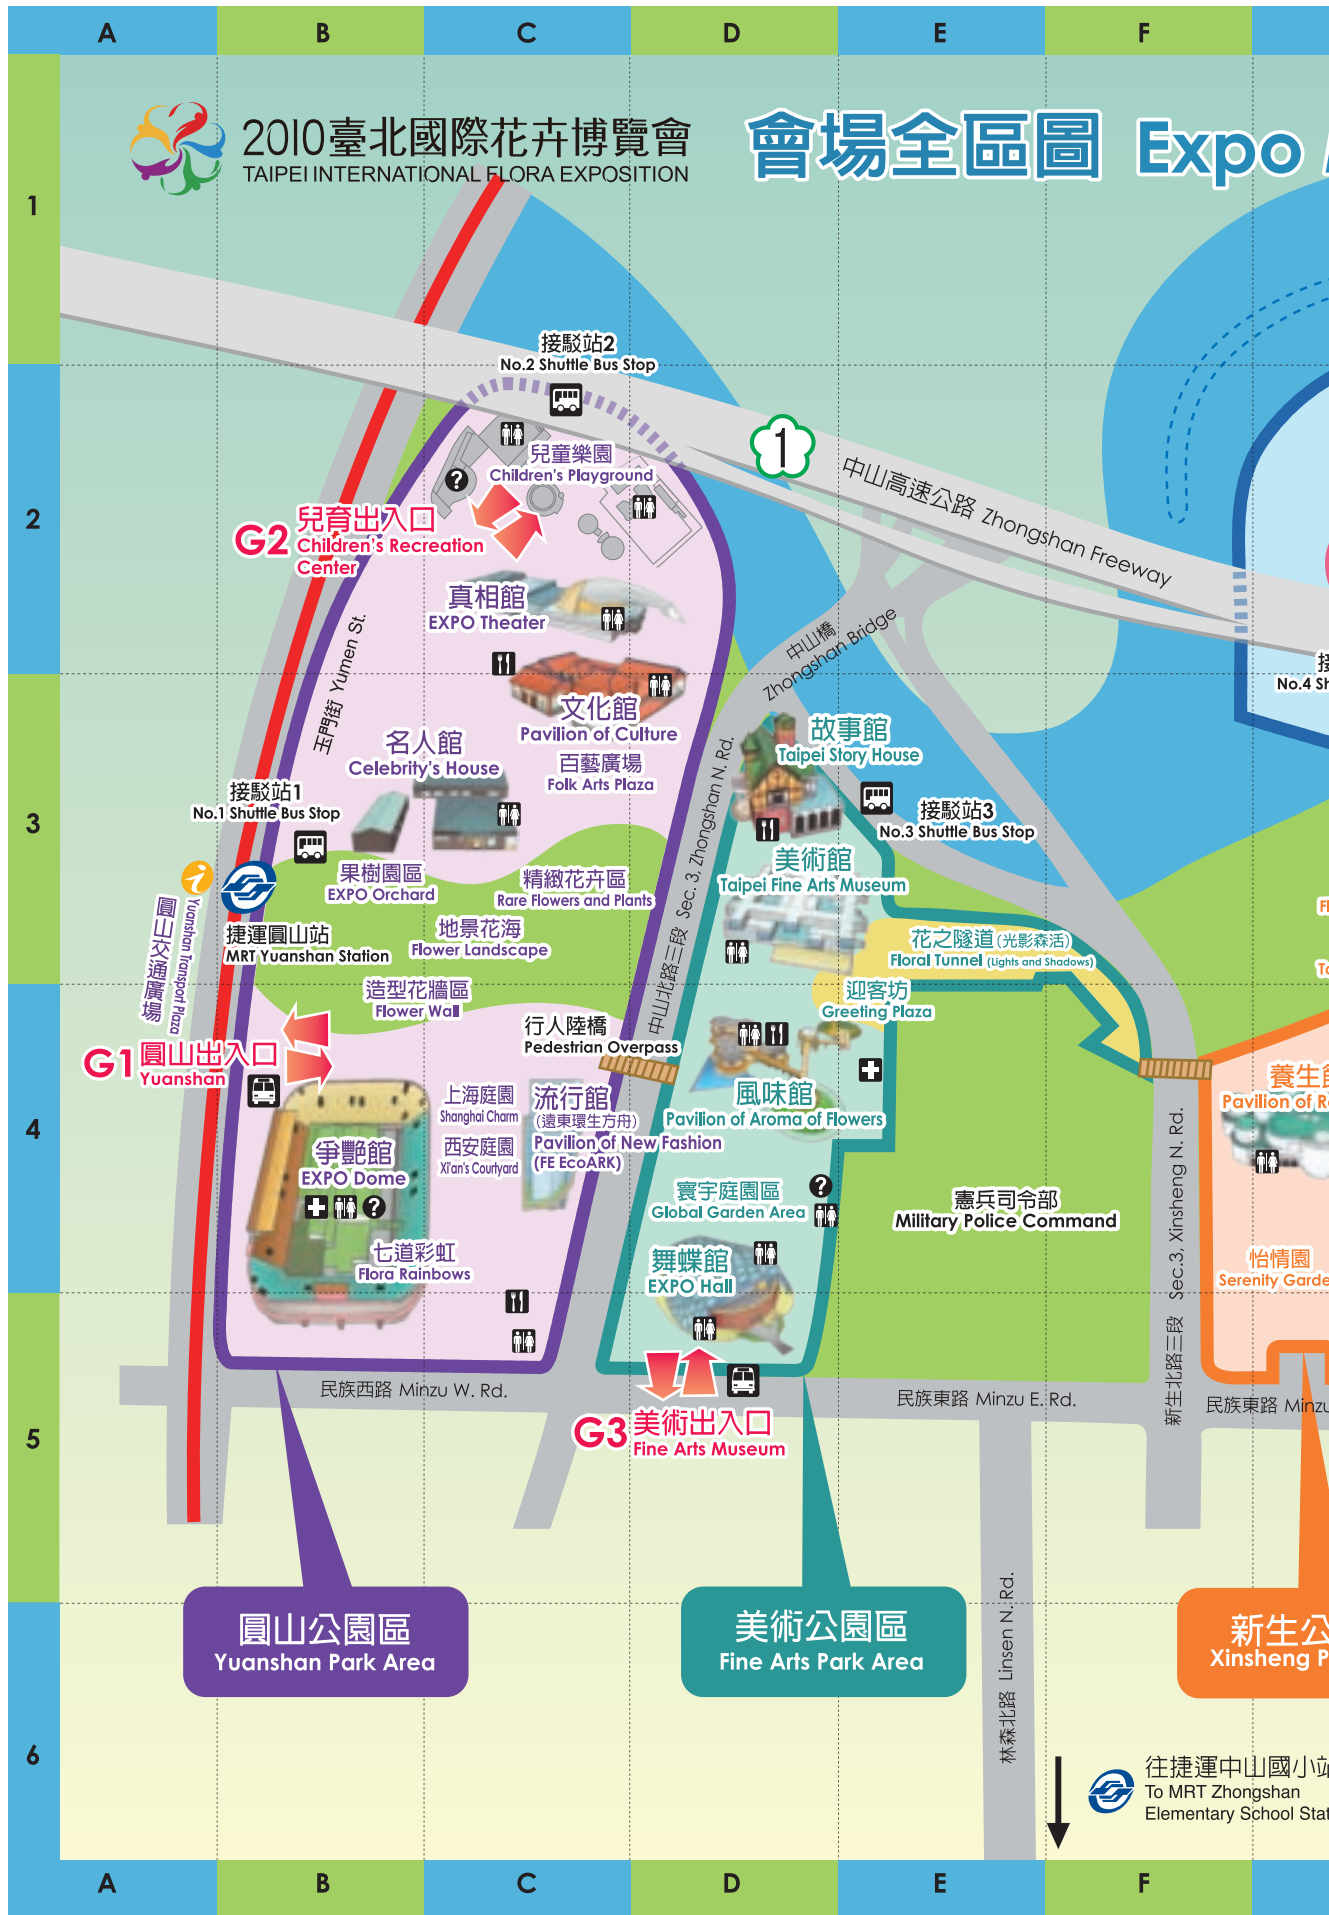 A B C D E F
2010臺北國際花卉博覽會
TAIPEI INTERNATIONAL FLORA EXPOSITION
會場全區圖 Expo
1
接駁站2
No.2 Shuttle Bus Stop
兒童樂園
Children's Playground
1
中山高速公路 Zhongshan Freeway
2
G2 兒育出入口
Children's Recreation
Center
真相館
EXPO Theater
中山橋
Zhongshan Bridge
玉門街 Yumen St.
No.4 Sh
文化館
Pavilion of Culture
名人館
Celebrity's House
百藝廣場
Folk Arts Plaza
故事館
Taipei Story House
接駁站1
No.1 Shuttle Bus Stop
接駁站3
No.3 Shuttle Bus Stop
3
中山北路三段 Sec. 3, Zhongshan N. Rd.
美術館
Taipei Fine Arts Museum
果樹園區
EXPO Orchard
精緻花卉區
Rare Flowers and Plants
圓山交通廣場
Yuanshan Transport Plaza
捷運圓山站
MRT Yuanshan Station
地景花海
Flower Landscape
花之隧道(光影森活)
Floral Tunnel (Lights and Shadows)
造型花牆區
Flower Wall
迎客坊
Greeting Plaza
行人陸橋
Pedestrian Overpass
G1 圓山出入口
Yuanshan
上海庭園
Shanghai Charm
流行館
(遠東環生方舟)
Pavilion of New Fashion
(FE EcoARK)
西安庭園
Xi'an's Courtyard
風味館
Pavilion of Aroma of Flowers
養生
Pavilion of R
4
爭艷館
EXPO Dome
寰宇庭園區
Global Garden Area
憲兵司令部
Military Police Command
七道彩虹
Flora Rainbows
舞蝶館
EXPO Hall
怡情園
Serenity Garde
新生北路三段 Sec.3, Xinsheng N. Rd.
民族西路 Minzu W. Rd.
民族東路 Minzu E. Rd.
民族東路 Minzu
5
G3 美術出入口
Fine Arts Museum
圓山公園區
Yuanshan Park Area
美術公園區
Fine Arts Park Area
新生公
Xinsheng P
林森北路 Linsen N. Rd.
6
往捷運中山國小站
To MRT Zhongshan
Elementary School Stat
A B C D E F